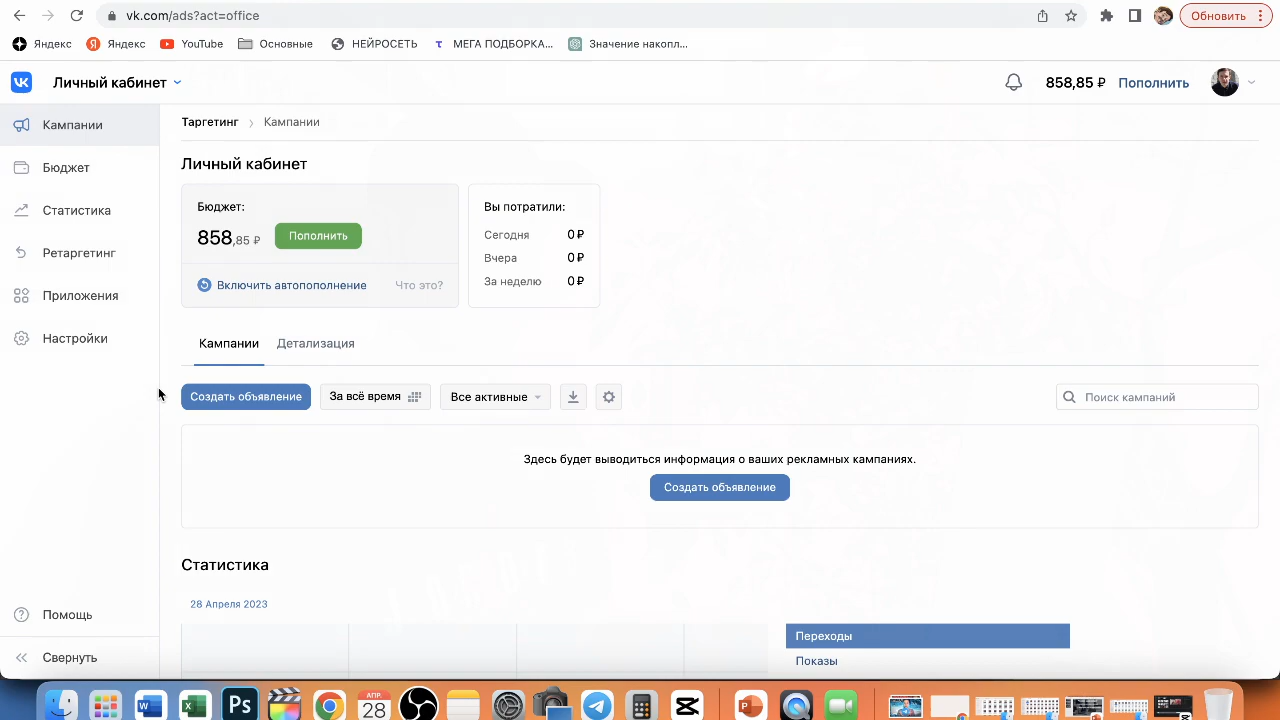 vk.com/ads?act=office
Обновить
Яндекс
Яндекс
YouTube
Основные
НЕЙРОСЕТЬ
МЕГА ПОДБОРКА...
Значение накопл...
Личный кабинет
858,85 ₽
Пополнить
Кампании
Бюджет
Статистика
Ретаргетинг
Приложения
Настройки
Помощь
Свернуть
Таргетинг
Кампании
Личный кабинет
Бюджет:
858,85 ₽
Пополнить
Включить автопополнение
Что это?
Вы потратили:
Сегодня 0 ₽
Вчера 0 ₽
За неделю 0 ₽
Кампании
Детализация
Создать объявление
За всё время
Все активные
Поиск кампаний
Здесь будет выводиться информация о ваших рекламных кампаниях.
Создать объявление
Статистика
28 Апреля 2023
Переходы
Показы
W
X
Ps
АПР.
28
P